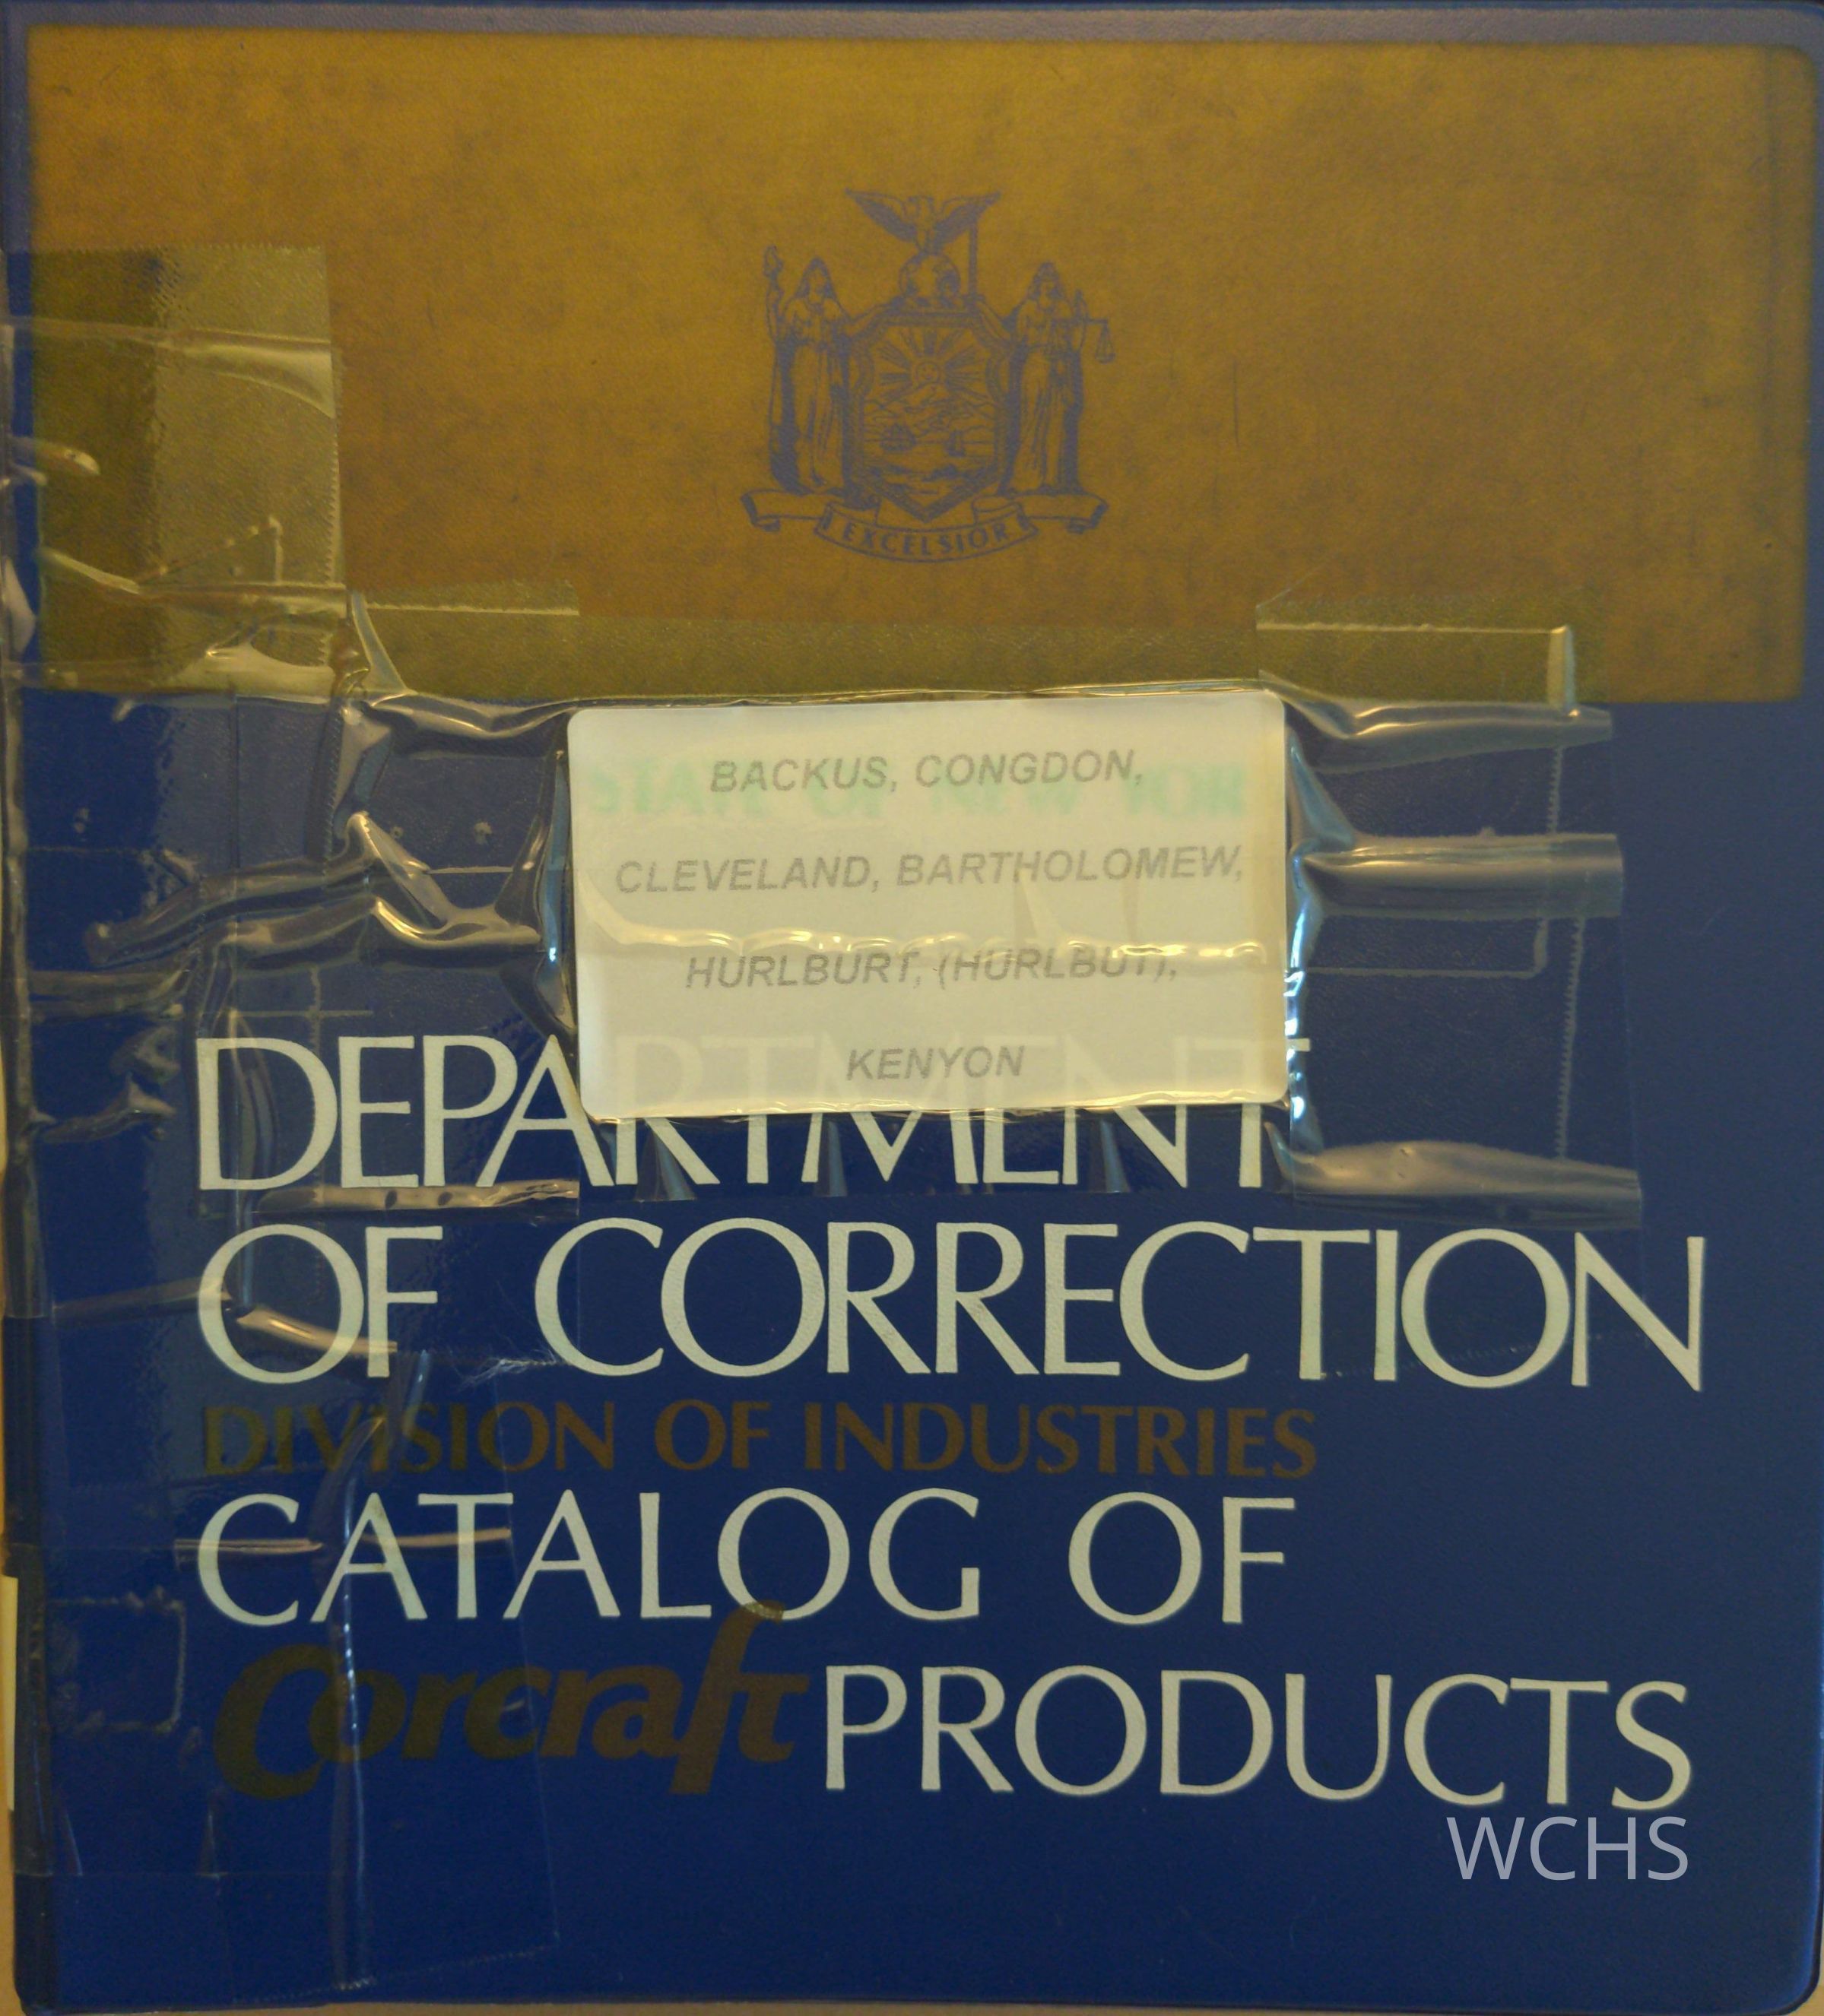 EXCELSIOR
BACKUS, CONGDON,
CLEVELAND, BARTHOLOMEW,
HURLBURT, (HURLBUT),
KENYON
DEPARTMENT
OF CORRECTION
DIVISION OF INDUSTRIES
CATALOG OF
Corcraft PRODUCTS
WCHS